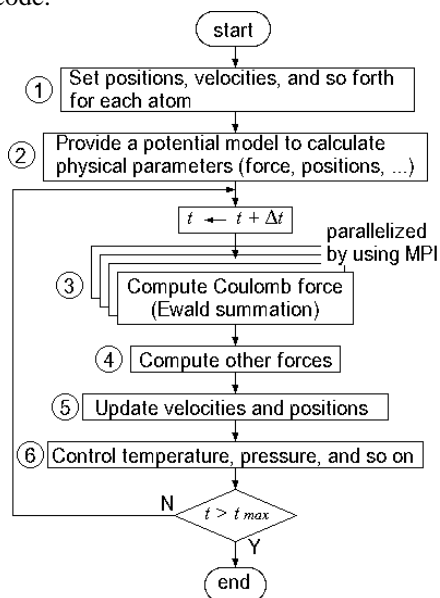 code.
start
1 Set positions, velocities, and so forth
for each atom
2 Provide a potential model to calculate
physical parameters (force, positions, ...)
t ← t + Δt
parallelized
by using MPI
3 Compute Coulomb force
(Ewald summation)
4 Compute other forces
5 Update velocities and positions
6 Control temperature, pressure, and so on
N
t > t max
Y
end